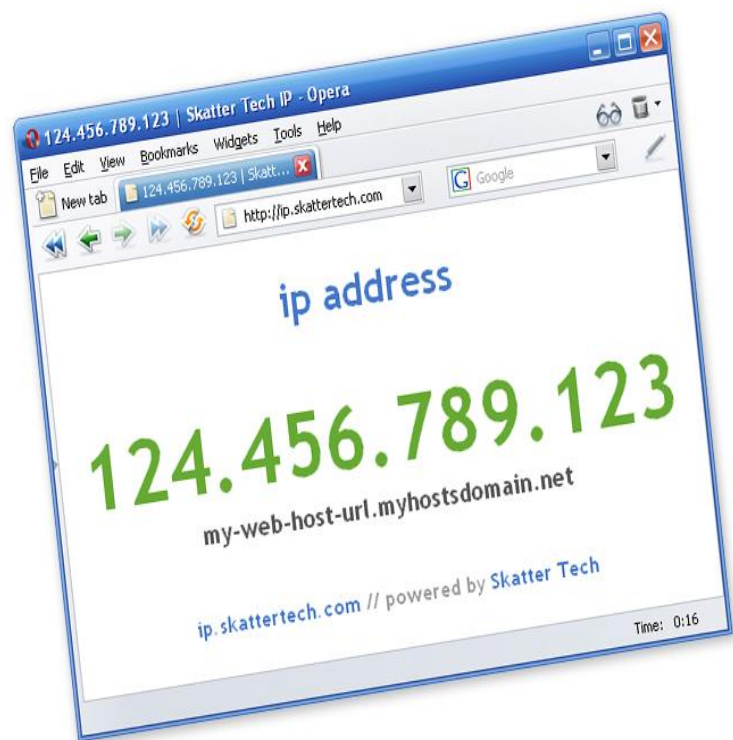 124.456.789.123 | Skatter Tech IP - Opera
File Edit View Bookmarks Widgets Tools Help
New tab 124.456.789.123 | Skatt...
http://ip.skattertech.com Google
ip address
124.456.789.123
my-web-host-url.myhostsdomain.net
ip.skattertech.com // powered by Skatter Tech
Time: 0:16